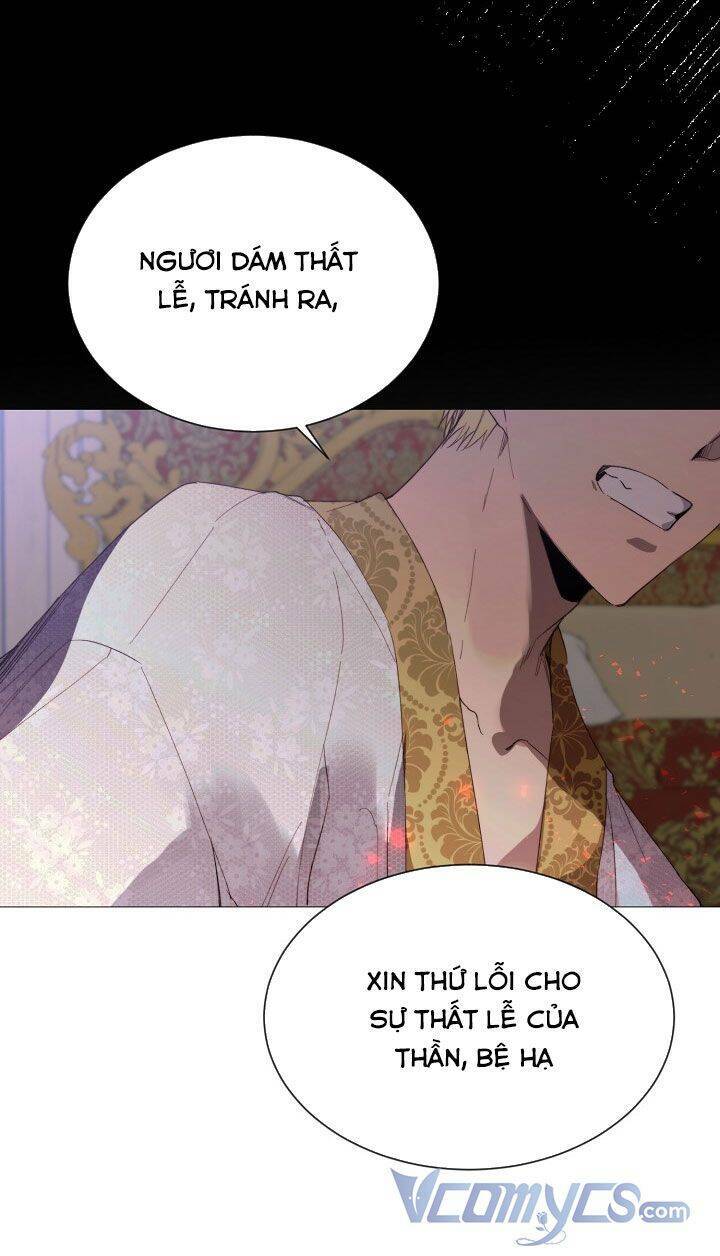 NGƯƠI DÁM THẤT
LỄ, TRÁNH RA,
XIN THỨ LỖI CHO
SỰ THẤT LỄ CỦA
THẦN, BỆ HẠ
VCOMYCS.com